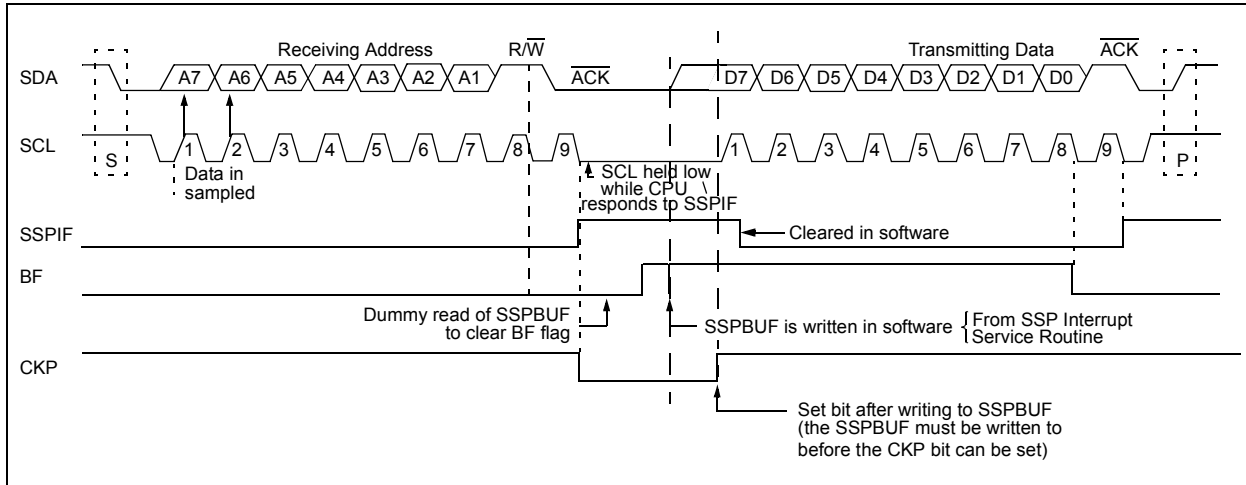 Receiving Address R/W Transmitting Data ACK
SDA A7 A6 A5 A4 A3 A2 A1 ACK D7 D6 D5 D4 D3 D2 D1 D0
SCL S 1 2 3 4 5 6 7 8 9 1 2 3 4 5 6 7 8 9 P
Data in
sampled
SCL held low
while CPU
responds to SSPIF
SSPIF
Cleared in software
BF
Dummy read of SSPBUF
to clear BF flag
SSPBUF is written in software
From SSP Interrupt
Service Routine
CKP
Set bit after writing to SSPBUF
(the SSPBUF must be written to
before the CKP bit can be set)